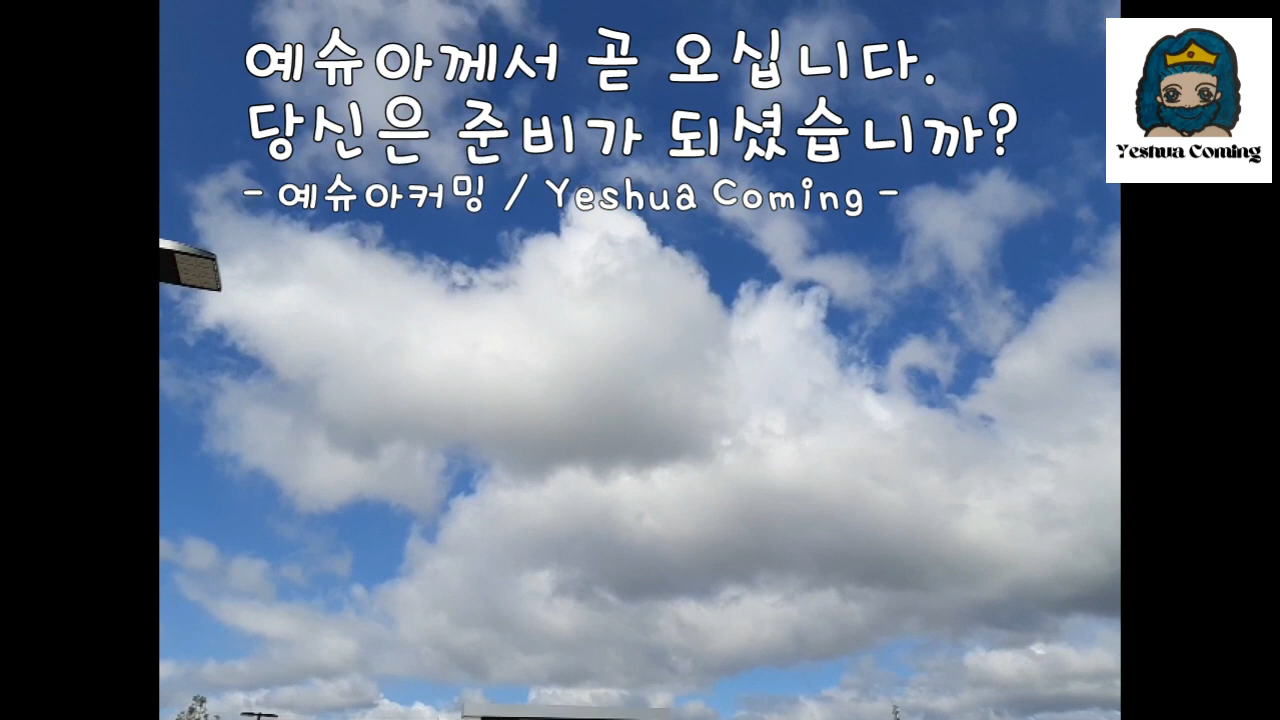 예슈아께서 곧 오십니다.
당신은 준비가 되셨습니까?
- 예슈아커밍 / Yeshua Coming -
Yeshua Coming